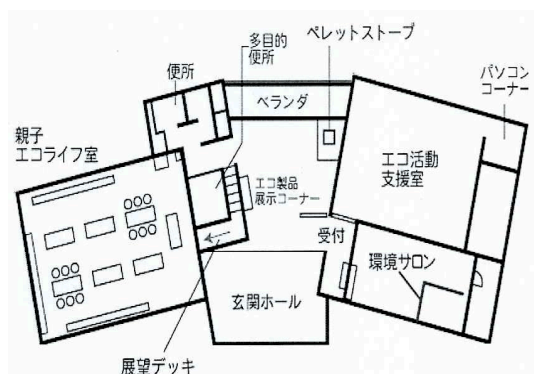 多目的
便所
ペレットストーブ
便所
パソコン
コーナー
ベランダ
親子
エコライフ室
エコ活動
支援室
エコ製品
展示コーナー
受付
環境サロン
玄関ホール
展望デッキ